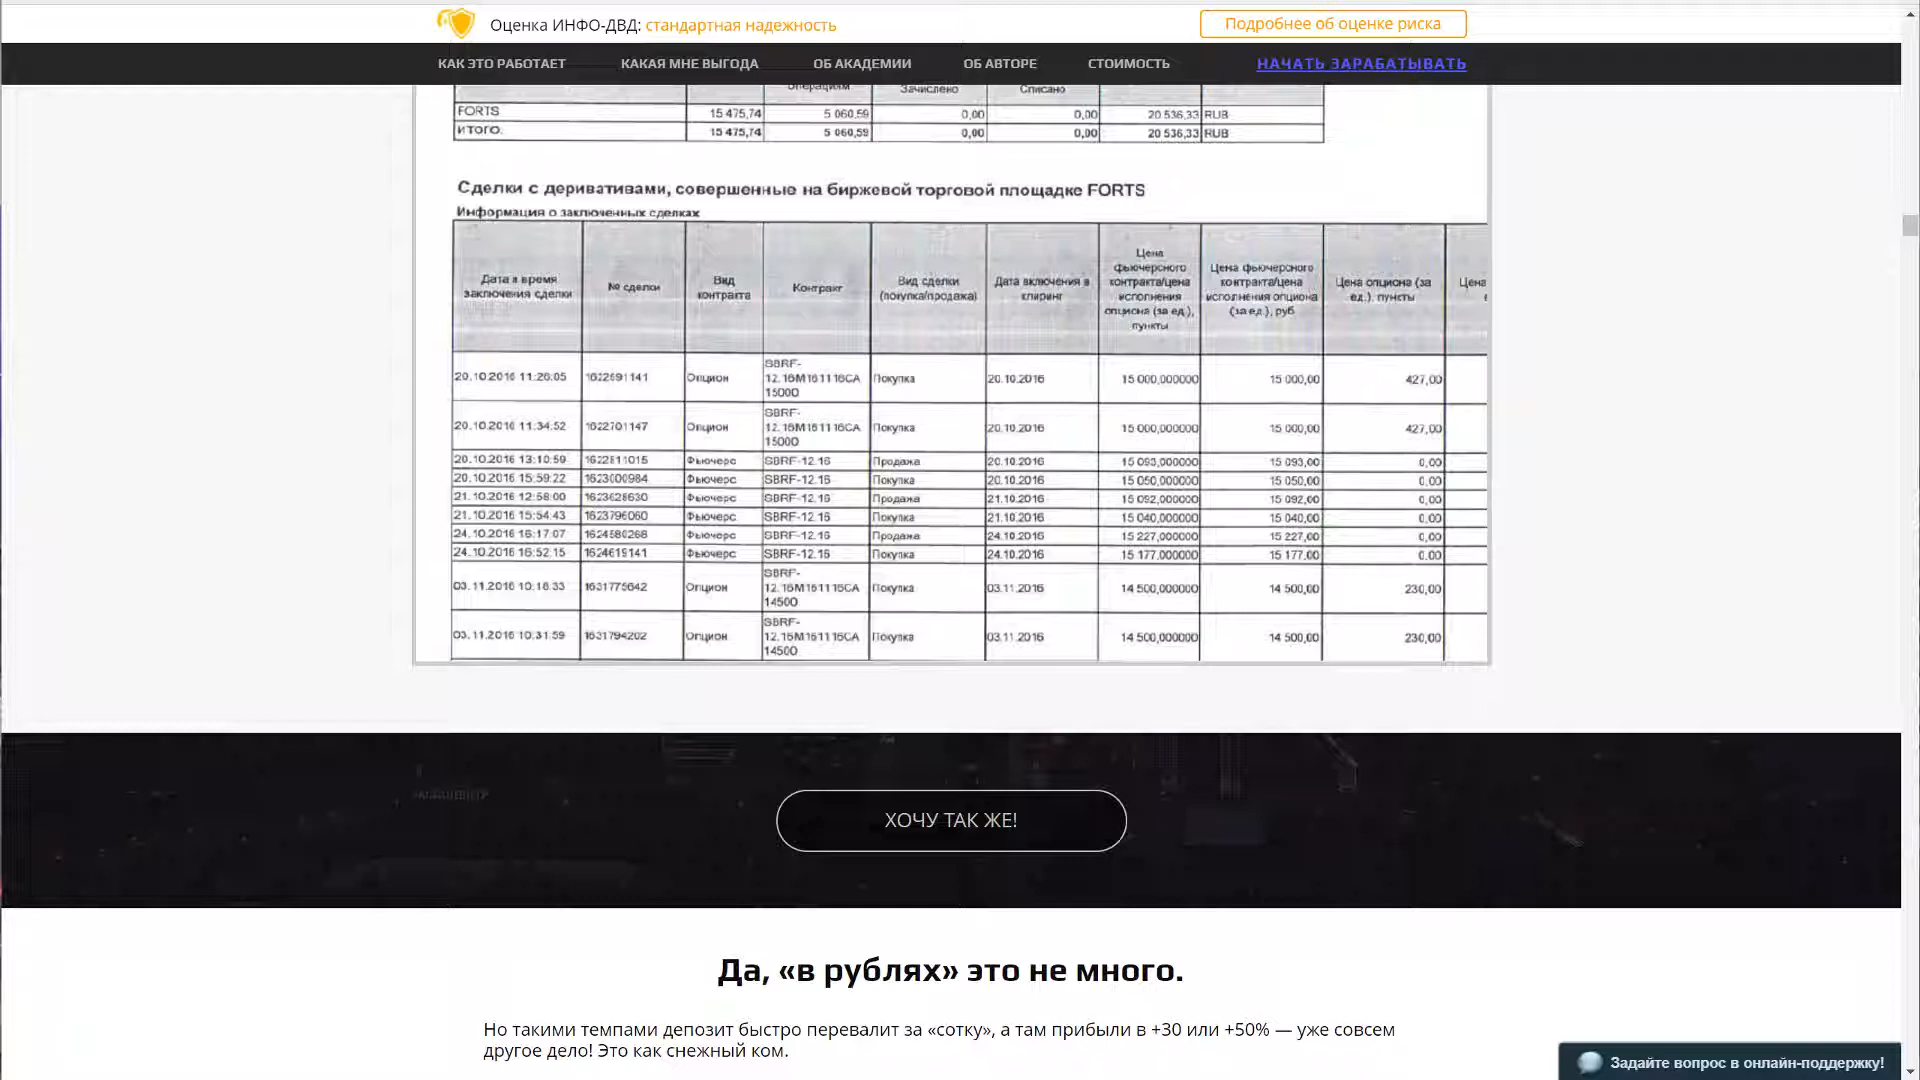 Оценка ИНФО-ДВД: стандартная надежность
Подробнее об оценке риска
КАК ЭТО РАБОТАЕТ КАКАЯ МНЕ ВЫГОДА ОБ АКАДЕМИИ ОБ АВТОРЕ СТОИМОСТЬ НАЧАТЬ ЗАРАБАТЫВАТЬ
операциям Зачислено Списано
FORTS 15 475,74 5 060,59 0,00 0,00 20 536,33 RUB
ИТОГО: 15 475,74 5 060,59 0,00 0,00 20 536,33 RUB
Сделки с деривативами, совершенные на биржевой торговой площадке FORTS
Информация о заключенных сделках
Дата и время заключения сделки
№ сделки
Вид контракта
Контракт
Вид сделки (покупка/продажа)
Дата включения в клиринг
Цена фьючерсного контракта/цена исполнения опциона (за ед.), пункты
Цена фьючерсного контракта/цена исполнения опциона (за ед.), руб
Цена опциона (за ед.), пункты
Цена
20.10.2016 11:26:05 1622691141 Опцион SBRF-12.16M161116CA 15000 Покупка 20.10.2016 15 000,000000 15 000,00 427,00
20.10.2016 11:34:52 1622701147 Опцион SBRF-12.16M161116CA 15000 Покупка 20.10.2016 15 000,000000 15 000,00 427,00
20.10.2016 13:10:59 1622811015 Фьючерс SBRF-12.16 Продажа 20.10.2016 15 093,000000 15 093,00 0,00
20.10.2016 15:59:22 1623000984 Фьючерс SBRF-12.16 Покупка 20.10.2016 15 050,000000 15 050,00 0,00
21.10.2016 12:58:00 1623628630 Фьючерс SBRF-12.16 Продажа 21.10.2016 15 092,000000 15 092,00 0,00
21.10.2016 15:54:43 1623796060 Фьючерс SBRF-12.16 Покупка 21.10.2016 15 040,000000 15 040,00 0,00
24.10.2016 16:17:07 1624580268 Фьючерс SBRF-12.16 Продажа 24.10.2016 15 227,000000 15 227,00 0,00
24.10.2016 16:52:15 1624619141 Фьючерс SBRF-12.16 Покупка 24.10.2016 15 177,000000 15 177,00 0,00
03.11.2016 10:18:33 1631775642 Опцион SBRF-12.16M161116CA 14500 Покупка 03.11.2016 14 500,000000 14 500,00 230,00
03.11.2016 10:31:59 1631794202 Опцион SBRF-12.16M161116CA 14500 Покупка 03.11.2016 14 500,000000 14 500,00 230,00
ХОЧУ ТАК ЖЕ!
Да, «в рублях» это не много.
Но такими темпами депозит быстро перевалит за «сотку», а там прибыли в +30 или +50% — уже совсем
другое дело! Это как снежный ком.
Задайте вопрос в онлайн-поддержку!